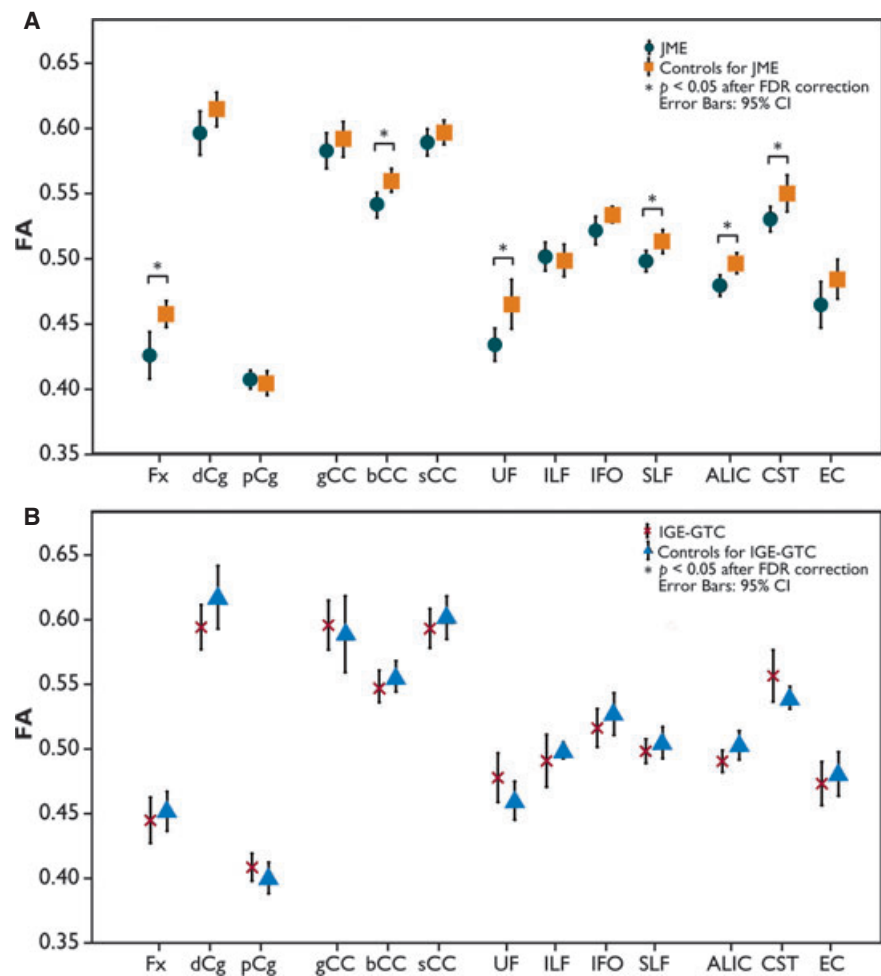 A
JME
Controls for JME
* p < 0.05 after FDR correction
Error Bars: 95% CI
0.65
0.60
0.55
0.50
0.45
0.40
0.35
FA
* * * * * *
Fx dCg pCg gCC bCC sCC UF ILF IFO SLF ALIC CST EC
B
IGE-GTC
Controls for IGE-GTC
* p < 0.05 after FDR correction
Error Bars: 95% CI
0.65
0.60
0.55
0.50
0.45
0.40
0.35
FA
Fx dCg pCg gCC bCC sCC UF ILF IFO SLF ALIC CST EC